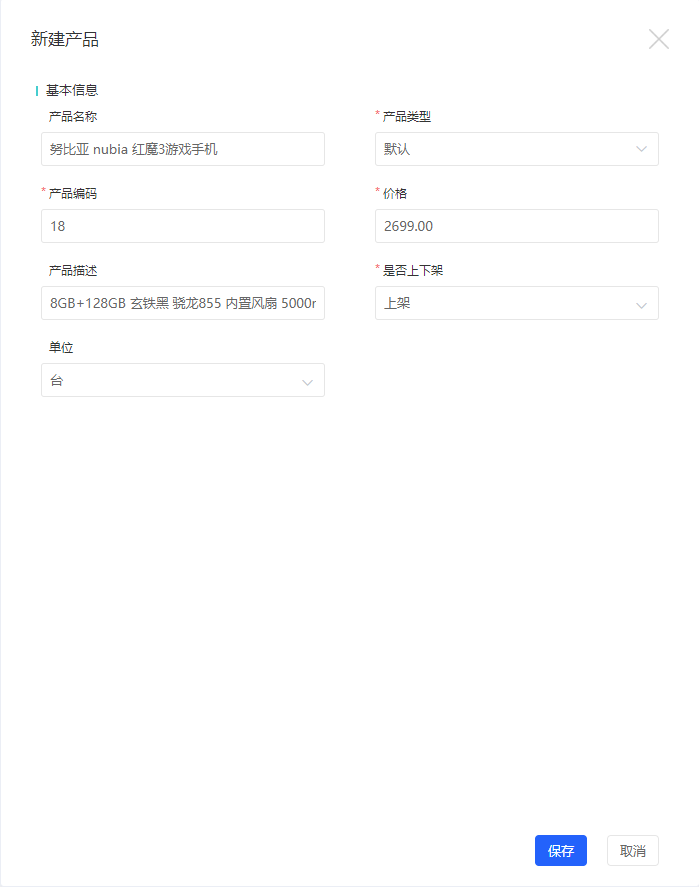 新建产品
基本信息
产品名称
* 产品类型
努比亚 nubia 红魔3游戏手机
默认
* 产品编码
* 价格
18
2699.00
产品描述
* 是否上下架
8GB+128GB 玄铁黑 骁龙855 内置风扇 5000r
上架
单位
台
保存
取消